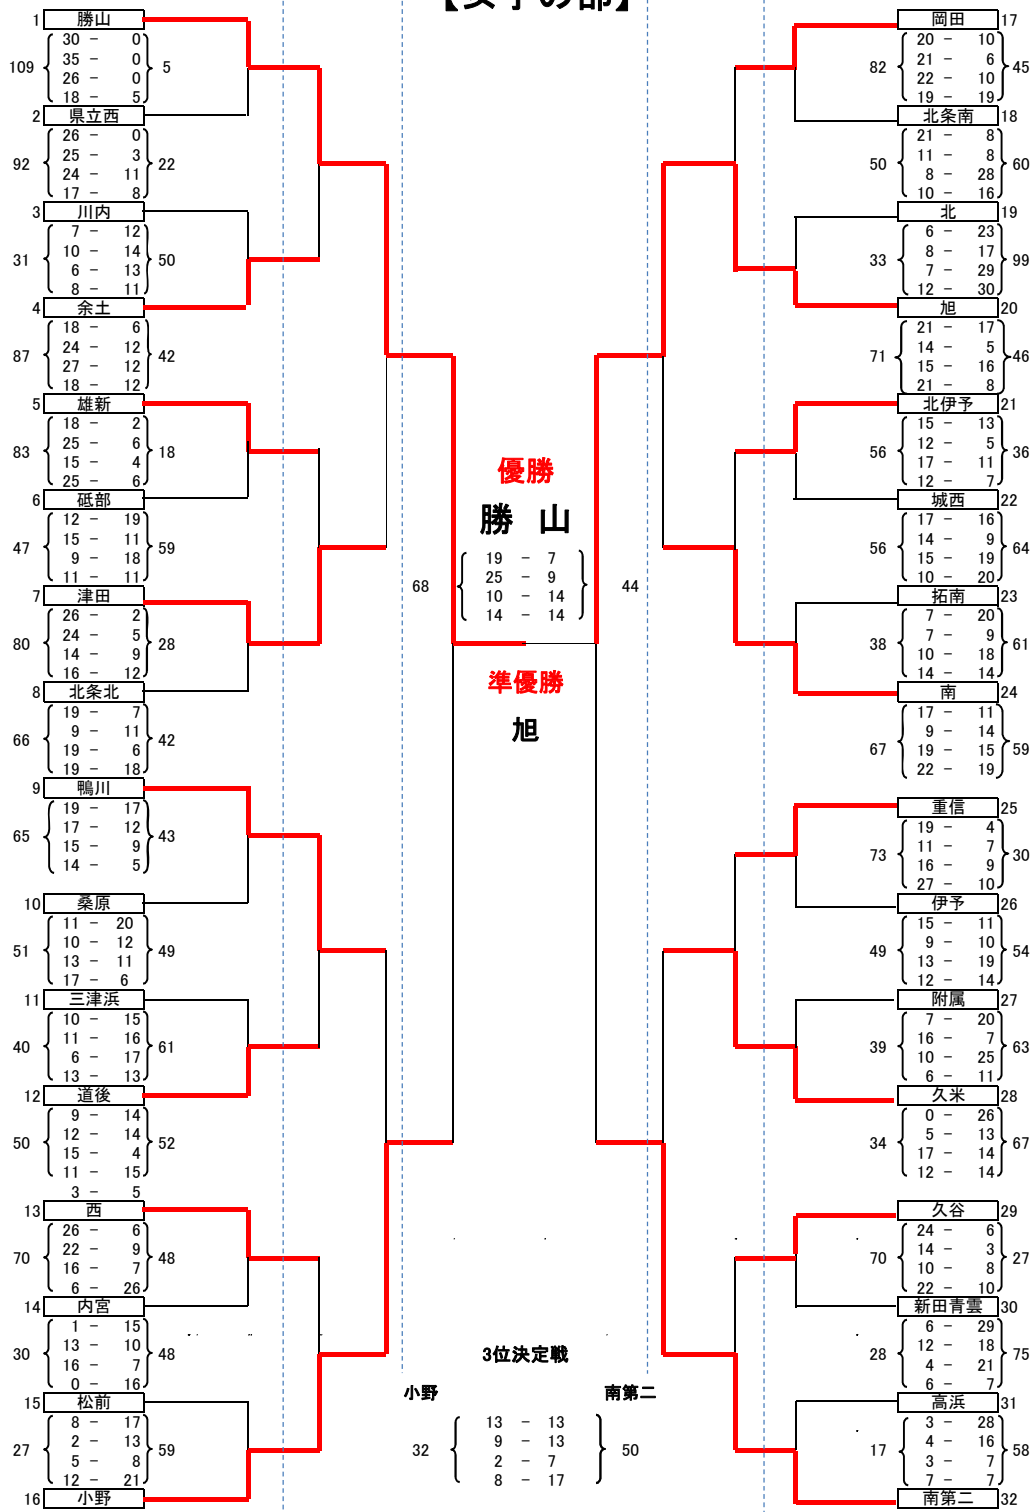 【女子の部】
1 勝山
30 - 0
35 - 0
109 5
26 - 0
18 - 5
2 県立西
26 - 0
25 - 3
92 22
24 - 11
17 - 8
3 川内
7 - 12
10 - 14
31 50
6 - 13
8 - 11
4 余土
18 - 6
24 - 12
87 42
27 - 12
18 - 12
5 雄新
18 - 2
25 - 6
83 18
15 - 4
25 - 6
6 砥部
12 - 19
15 - 11
47 59
9 - 18
11 - 11
7 津田
26 - 2
24 - 5
80 28
14 - 9
16 - 12
8 北条北
19 - 7
9 - 11
66 42
19 - 6
19 - 18
9 鴨川
19 - 17
17 - 12
65 43
15 - 9
14 - 5
10 桑原
11 - 20
10 - 12
51 49
13 - 11
17 - 6
11 三津浜
10 - 15
11 - 16
40 61
6 - 17
13 - 13
12 道後
9 - 14
12 - 14
50 52
15 - 4
11 - 15
3 - 5
13 西
26 - 6
22 - 9
70 48
16 - 7
6 - 26
14 内宮
1 - 15
13 - 10
30 48
16 - 7
0 - 16
15 松前
8 - 17
2 - 13
27 59
5 - 8
12 - 21
16 小野
優勝
勝 山
19 - 7
25 - 9
68 44
10 - 14
14 - 14
準優勝
旭
3位決定戦
小野 南第二
13 - 13
9 - 13
32 50
2 - 7
8 - 17
岡田 17
20 - 10
21 - 6
82 45
22 - 10
19 - 19
北条南 18
21 - 8
11 - 8
50 60
8 - 28
10 - 16
北 19
6 - 23
8 - 17
33 99
7 - 29
12 - 30
旭 20
21 - 17
14 - 5
71 46
15 - 16
21 - 8
北伊予 21
15 - 13
12 - 5
56 36
17 - 11
12 - 7
城西 22
17 - 16
14 - 9
56 64
15 - 19
10 - 20
拓南 23
7 - 20
7 - 9
38 61
10 - 18
14 - 14
南 24
17 - 11
9 - 14
67 59
19 - 15
22 - 19
重信 25
19 - 4
11 - 7
73 30
16 - 9
27 - 10
伊予 26
15 - 11
9 - 10
49 54
13 - 19
12 - 14
附属 27
7 - 20
16 - 7
39 63
10 - 25
6 - 11
久米 28
0 - 26
5 - 13
34 67
17 - 14
12 - 14
久谷 29
24 - 6
14 - 3
70 27
10 - 8
22 - 10
新田青雲 30
6 - 29
12 - 18
28 75
4 - 21
6 - 7
高浜 31
3 - 28
4 - 16
17 58
3 - 7
7 - 7
南第二 32